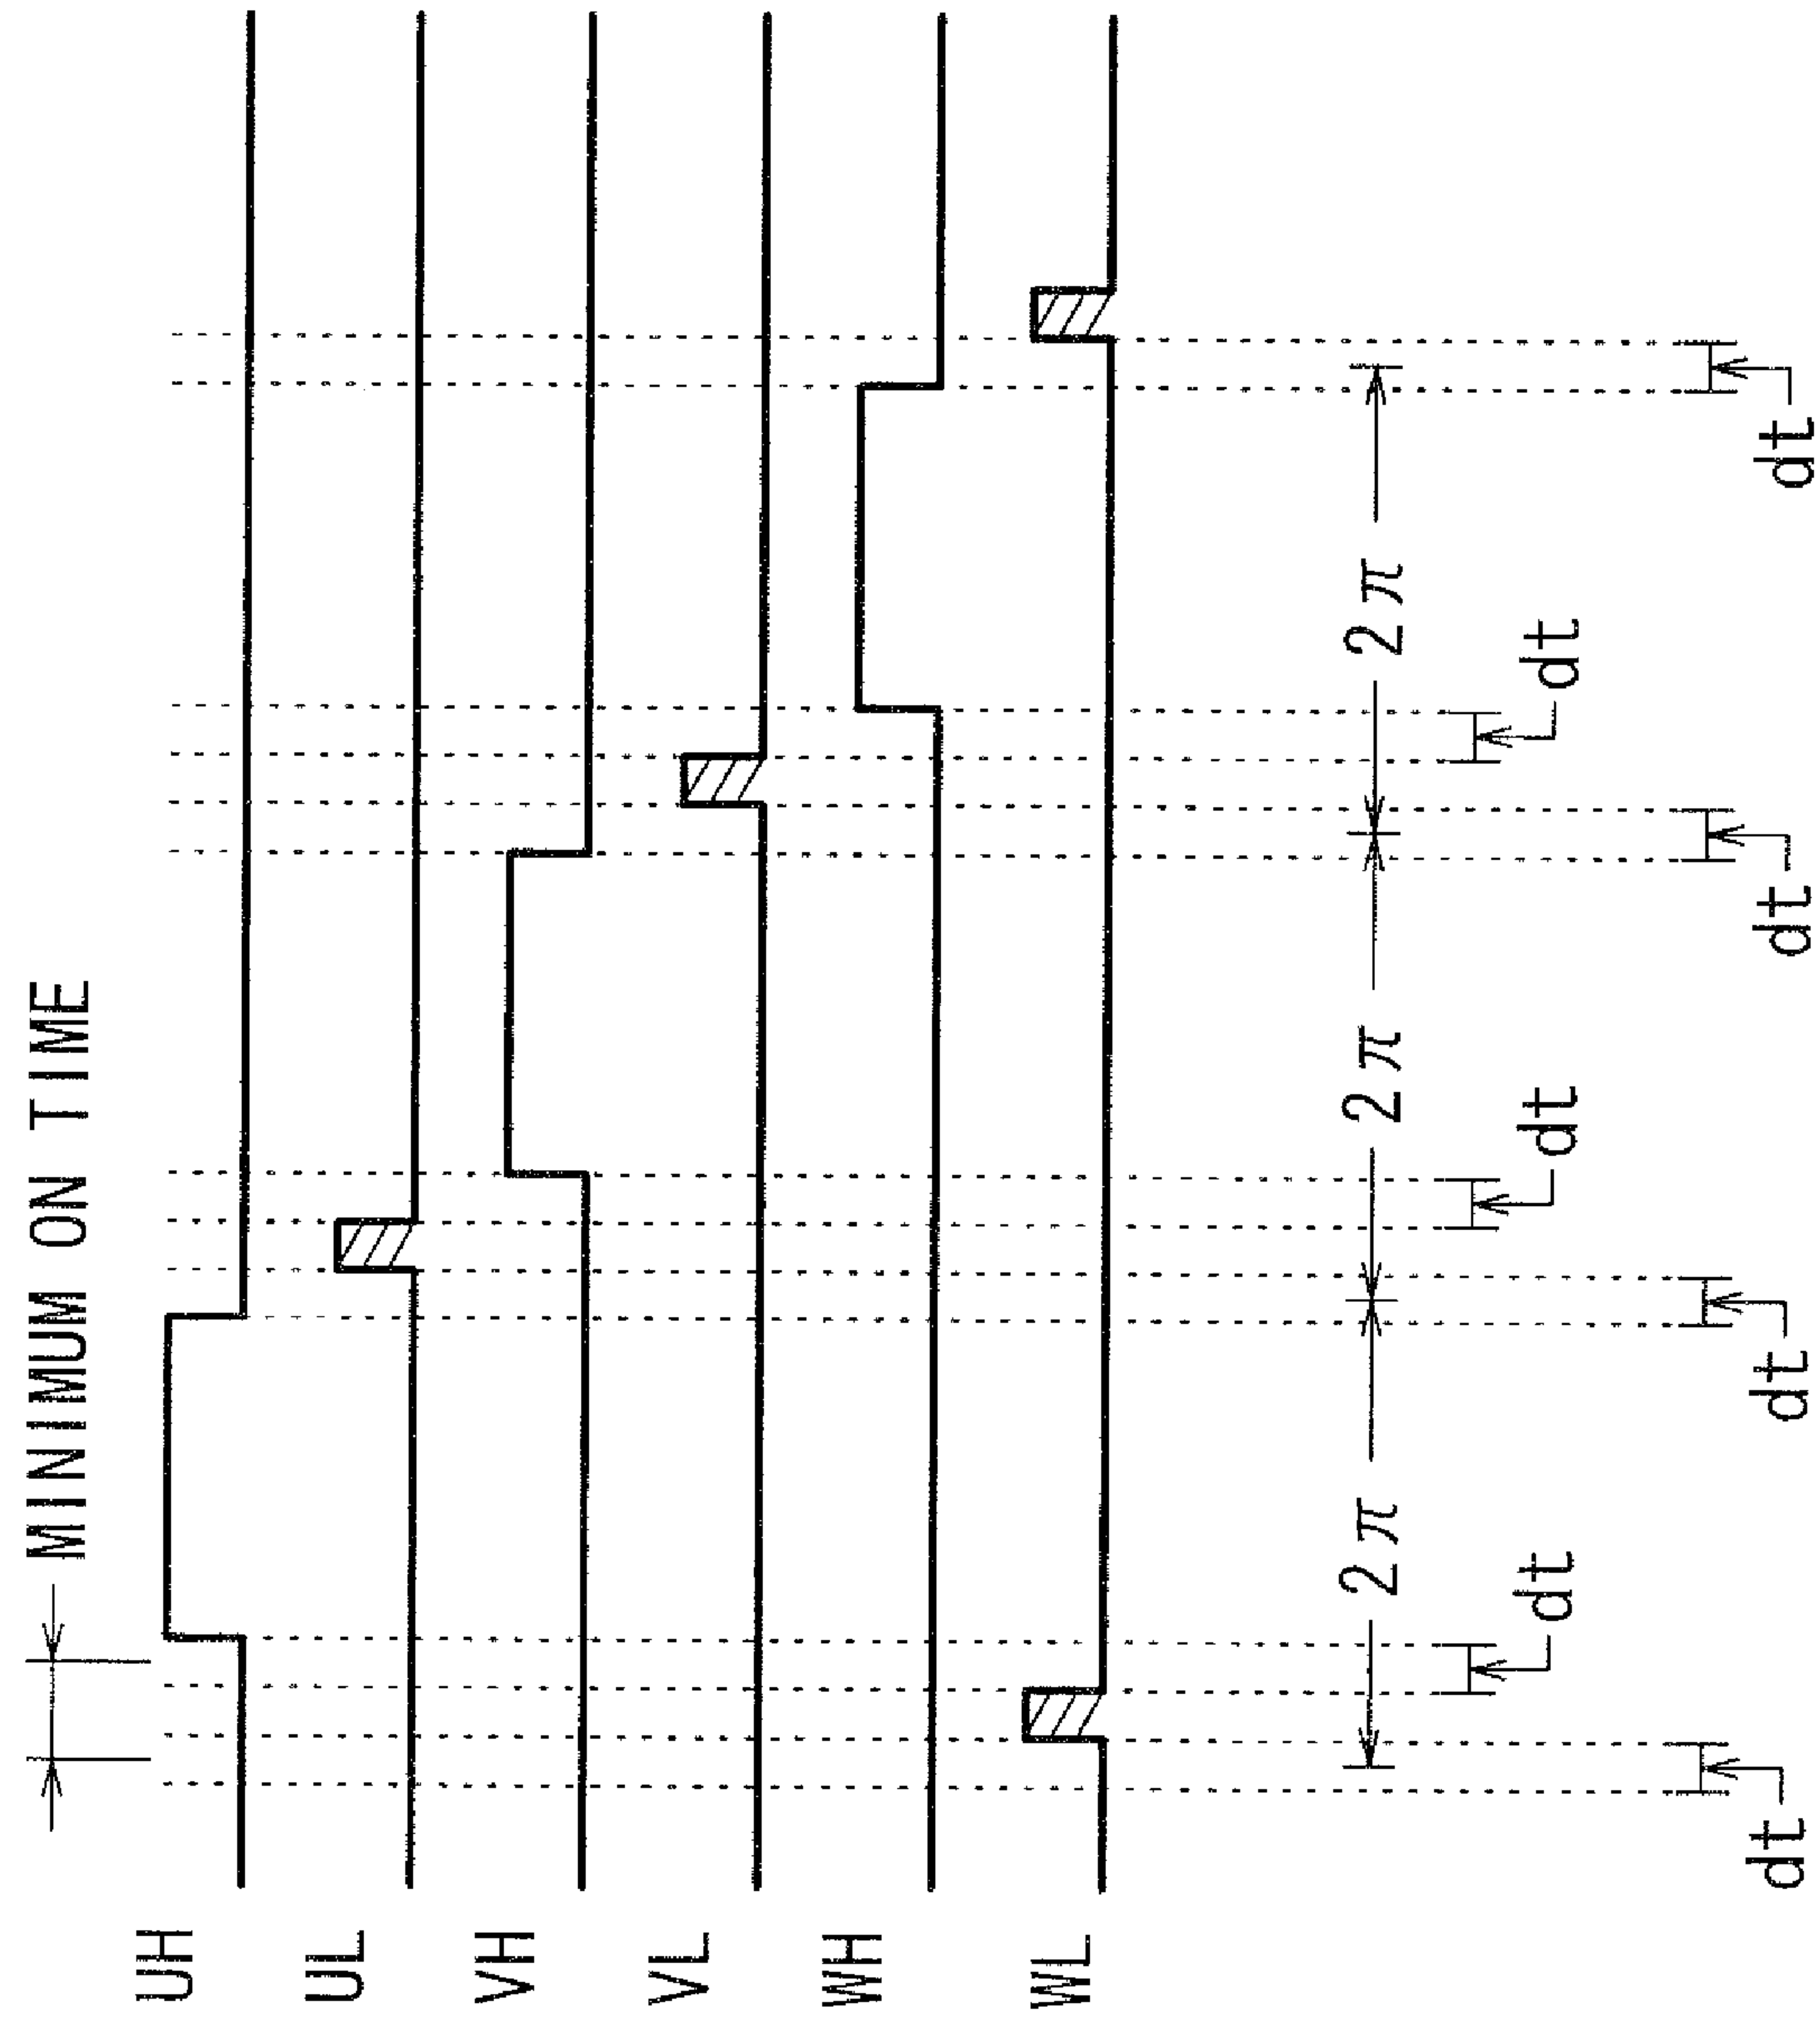 MINIMUM ON TIME
UH
UL
VH
VL
WH
WL
2π
2π
2π
dt
dt
dt
dt
dt
dt
dt